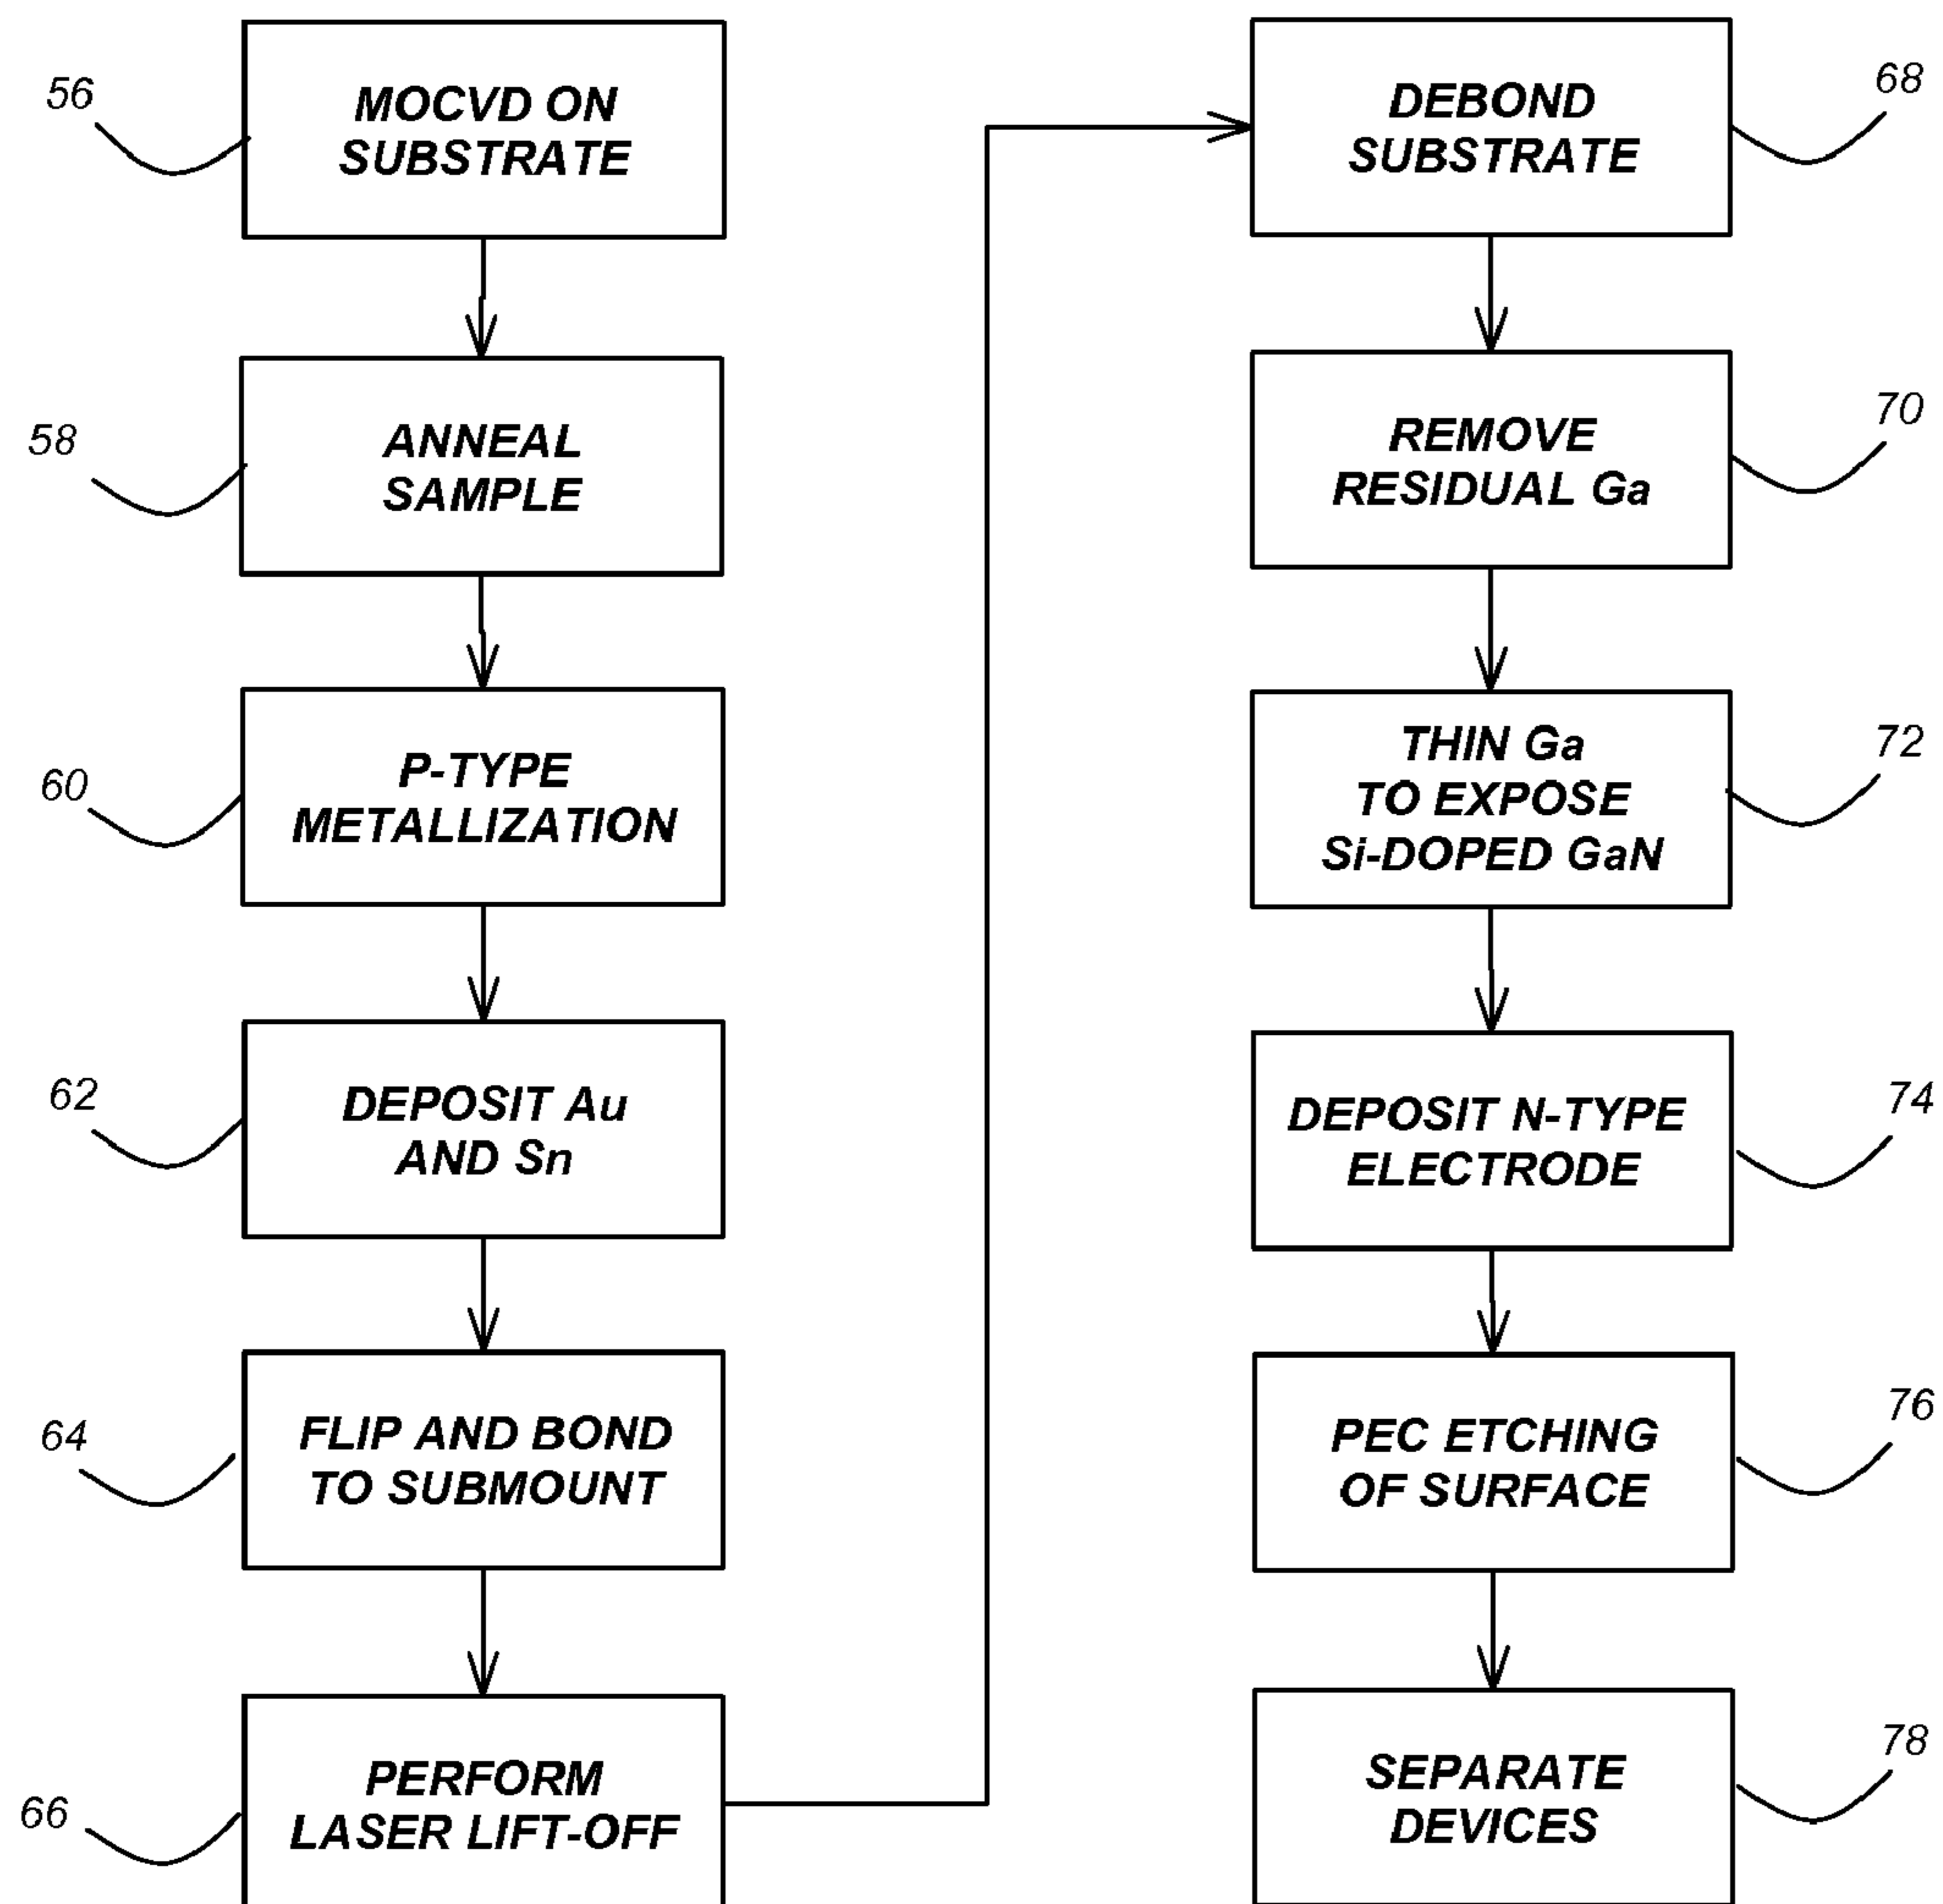 56
MOCVD ON
SUBSTRATE
58
ANNEAL
SAMPLE
60
P-TYPE
METALLIZATION
62
DEPOSIT Au
AND Sn
64
FLIP AND BOND
TO SUBMOUNT
66
PERFORM
LASER LIFT-OFF
68
DEBOND
SUBSTRATE
70
REMOVE
RESIDUAL Ga
72
THIN Ga
TO EXPOSE
Si-DOPED GaN
74
DEPOSIT N-TYPE
ELECTRODE
76
PEC ETCHING
OF SURFACE
78
SEPARATE
DEVICES